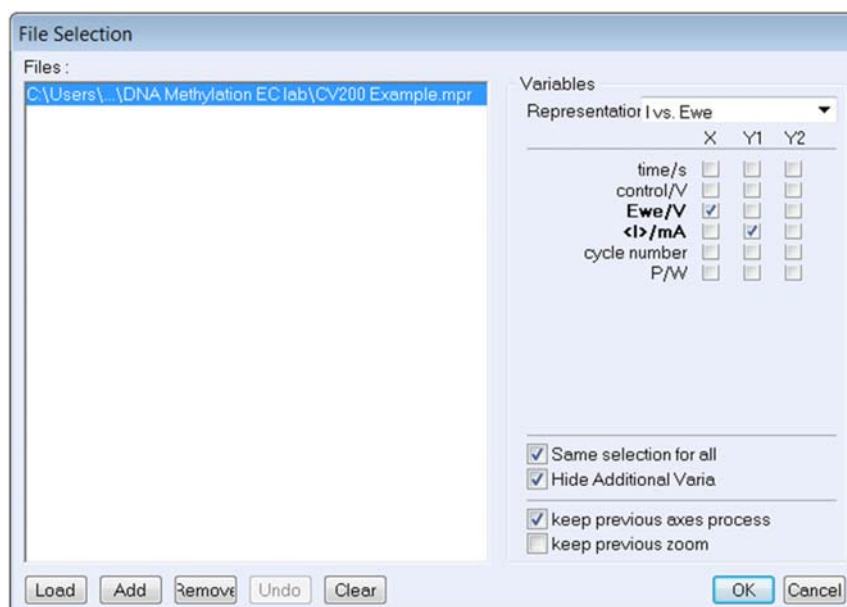 File Selection
Files :
C:\Users\...\DNA Methylation EC lab\CV200 Example.mpr
Variables
Representation I vs. Ewe
X Y1 Y2
time/s
control/V
Ewe/V
<I>/mA
cycle number
P/W
Same selection for all
Hide Additional Varia
keep previous axes process
keep previous zoom
Load Add Remove Undo Clear OK Cancel